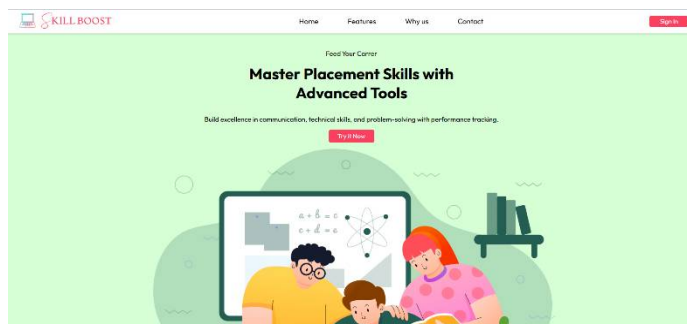 SKILL BOOST
Home Features Why us Contact
Sign In
Feed Your Carrer
Master Placement Skills with
Advanced Tools
Build excellence in communication, technical skills, and problem-solving with performance tracking.
Try It Now
a + b = c
c + d = a